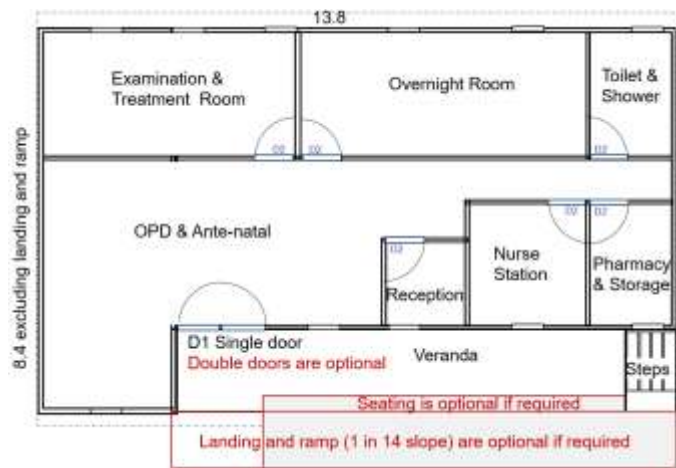 13.8
Examination &
Treatment Room
Overnight Room
Toilet &
Shower
D2
D2
D2
8.4 excluding landing and ramp
OPD & Ante-natal
D2
D2
D2
Nurse
Station
Pharmacy
& Storage
Reception
D1 Single door
Double doors are optional
Veranda
Steps
Seating is optional if required
Landing and ramp (1 in 14 slope) are optional if required